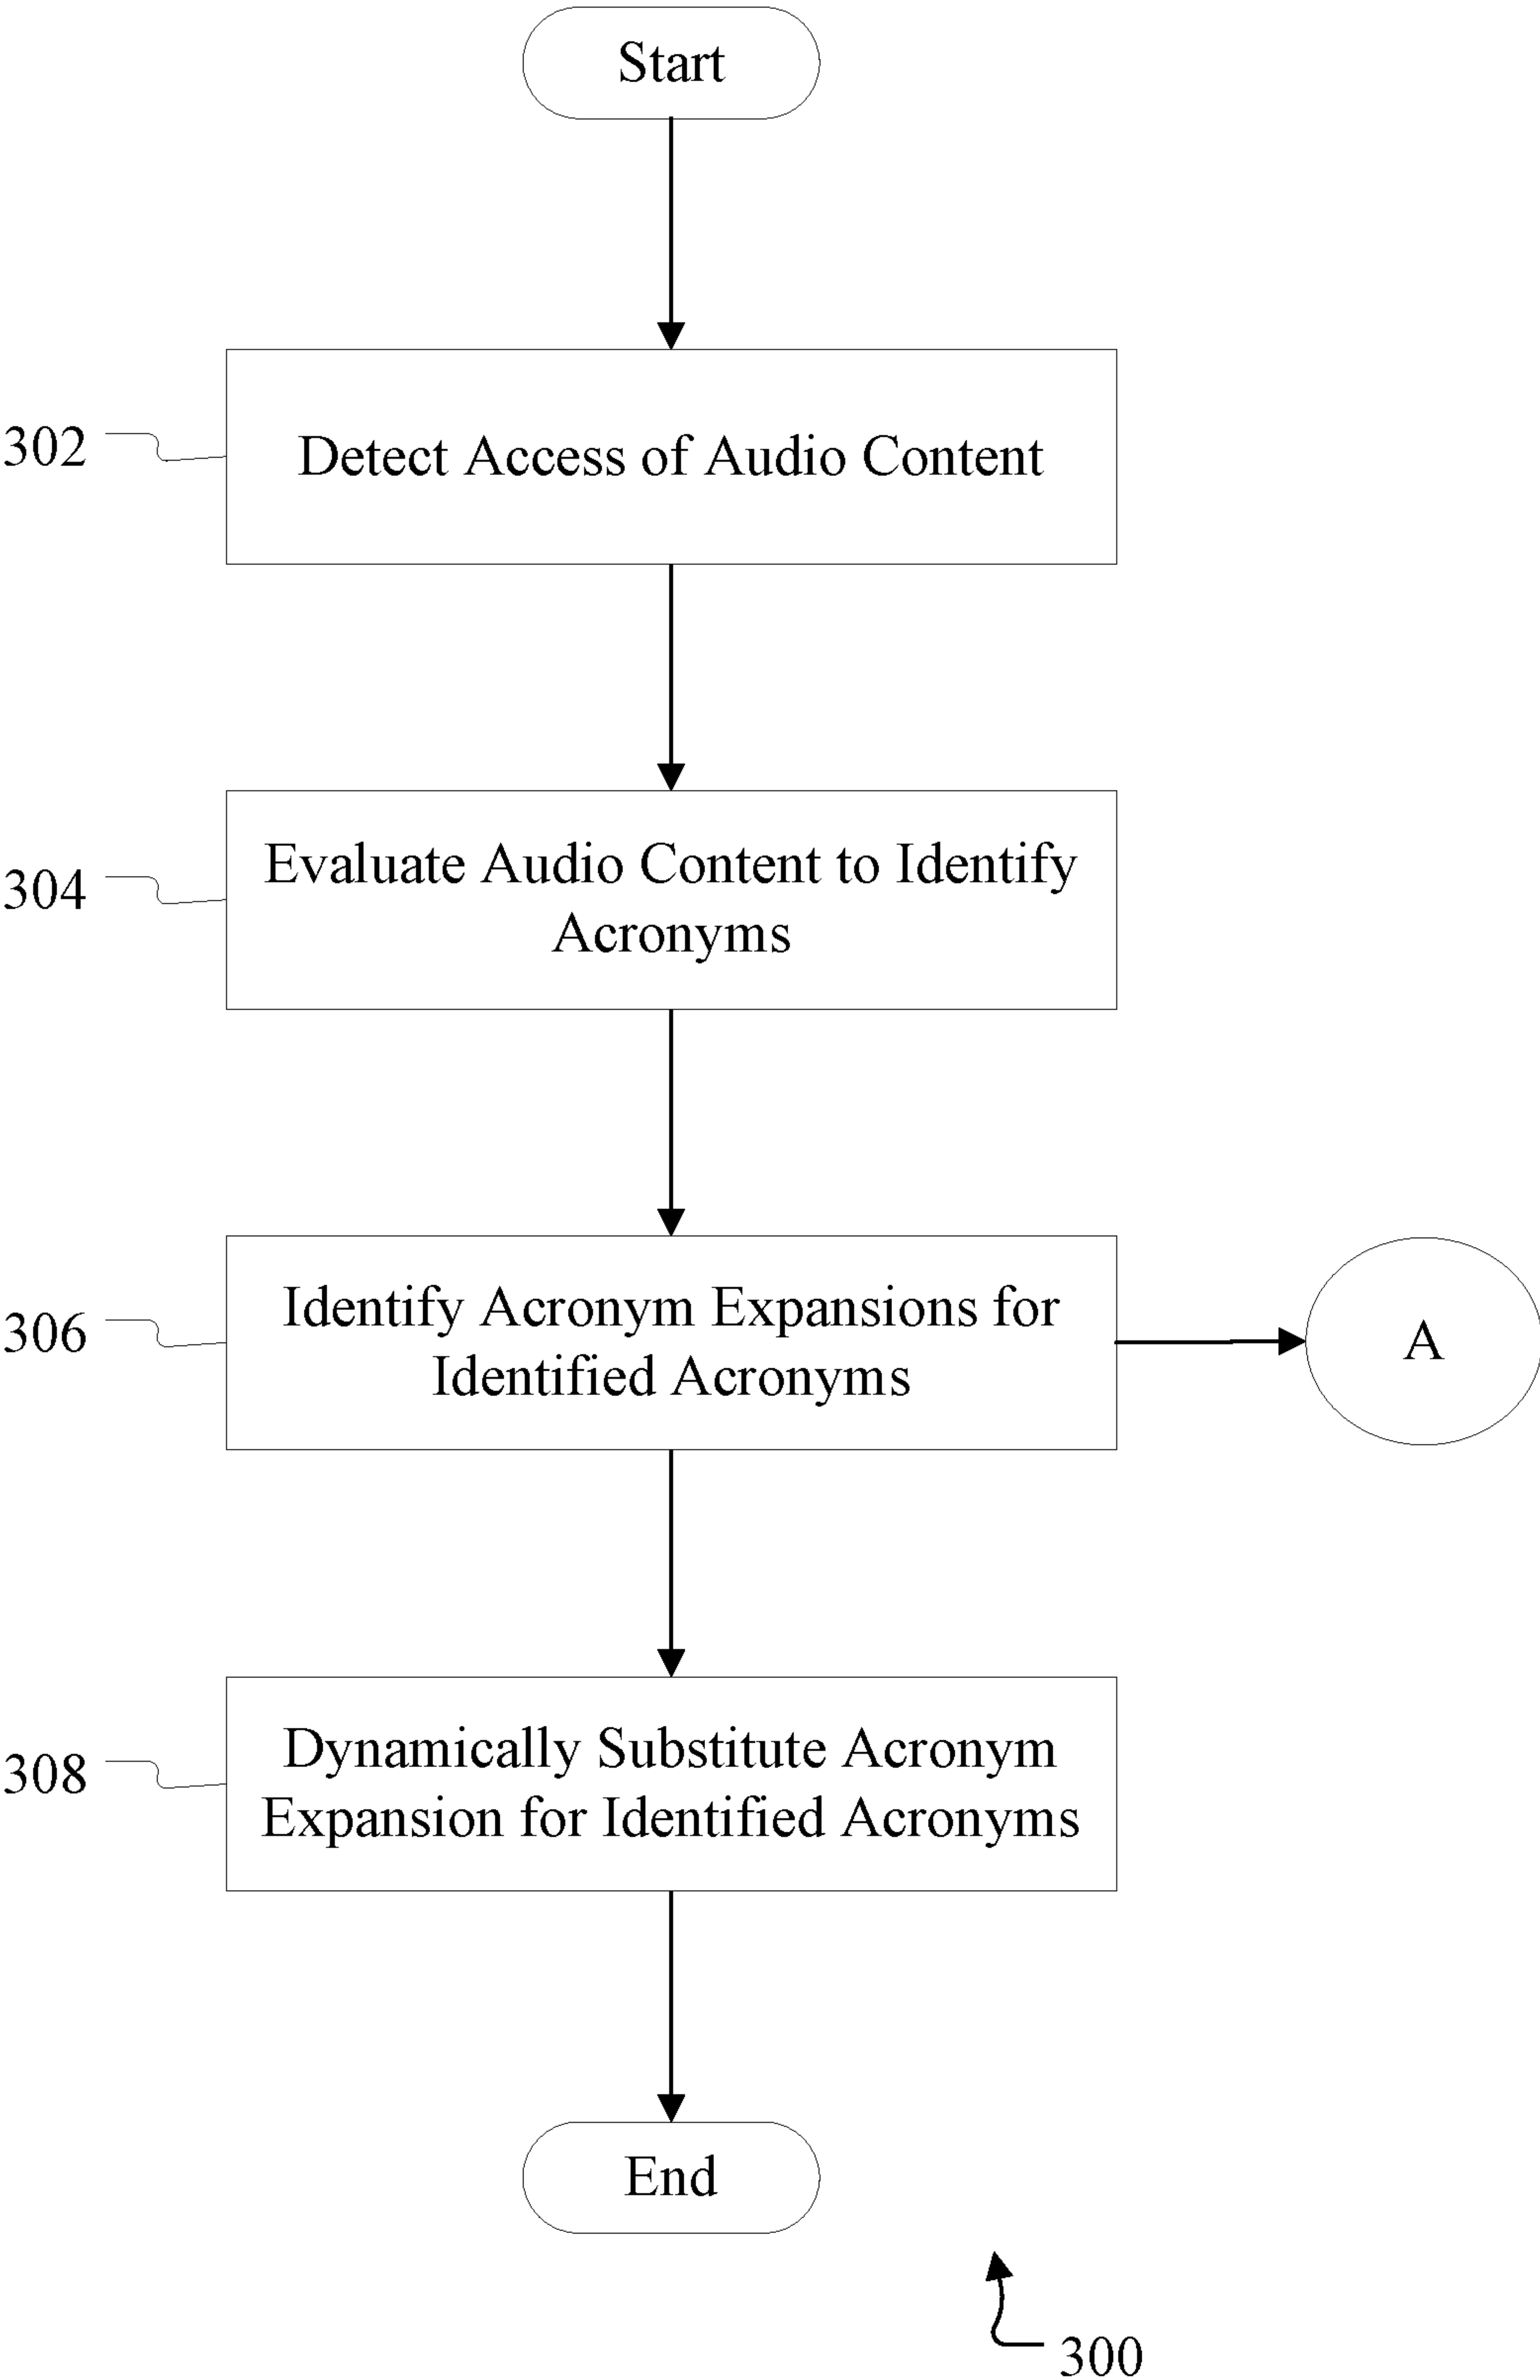 Start
302
Detect Access of Audio Content
304
Evaluate Audio Content to Identify
Acronyms
306
Identify Acronym Expansions for
Identified Acronyms
A
308
Dynamically Substitute Acronym
Expansion for Identified Acronyms
End
300